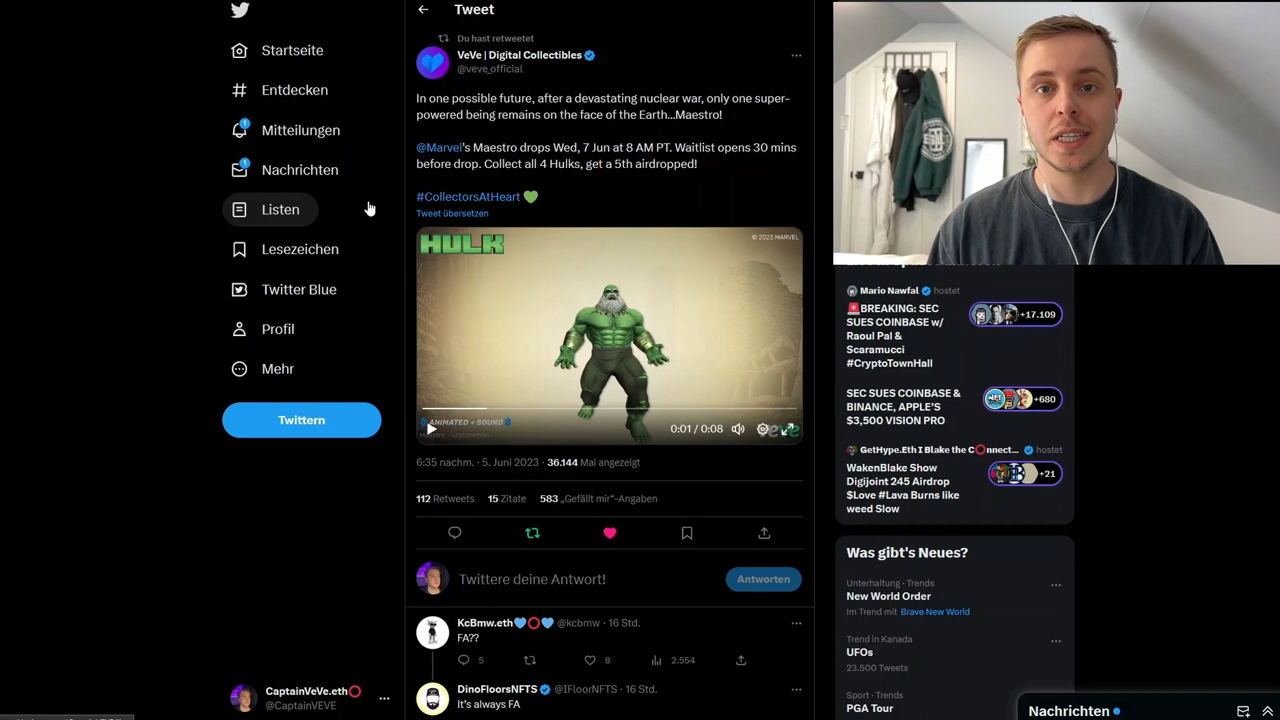 Startseite
Entdecken
1
Mitteilungen
1
Nachrichten
Listen
Lesezeichen
Twitter Blue
Profil
Mehr
Twittern
CaptainVeVe.eth
@CaptainVEVE
Tweet
Du hast retweetet
VeVe | Digital Collectibles
@veve_official
In one possible future, after a devastating nuclear war, only one super-
powered being remains on the face of the Earth...Maestro!
@Marvel's Maestro drops Wed, 7 Jun at 8 AM PT. Waitlist opens 30 mins
before drop. Collect all 4 Hulks, get a 5th airdropped!
#CollectorsAtHeart 💚
Tweet übersetzen
HULK
© 2023 MARVEL
ANIMATED + SOUND
0:01 / 0:08
6:35 nachm. · 5. Juni 2023 · 36.144 Mal angezeigt
112 Retweets 15 Zitate 583 „Gefällt mir“-Angaben
Twittere deine Antwort!
Antworten
KcBmw.eth💙⭕💙 @kcbmw · 16 Std.
FA??
5 8 2.554
DinoFloorsNFTS @IFloorNFTS · 16 Std.
It's always FA
Mario Nawfal hostet
🚨BREAKING: SEC
SUES COINBASE w/
Raoul Pal &
Scaramucci
#CryptoTownHall
+17.109
SEC SUES COINBASE &
BINANCE, APPLE'S
$3,500 VISION PRO
+680
GetHype.Eth I Blake the C⭕nnect... hostet
WakenBlake Show
Digijoint 245 Airdrop
$Love #Lava Burns like
weed Slow
+21
Was gibt's Neues?
Unterhaltung · Trends
New World Order
Im Trend mit Brave New World
Trend in Kanada
UFOs
23.500 Tweets
Sport · Trends
PGA Tour
Nachrichten